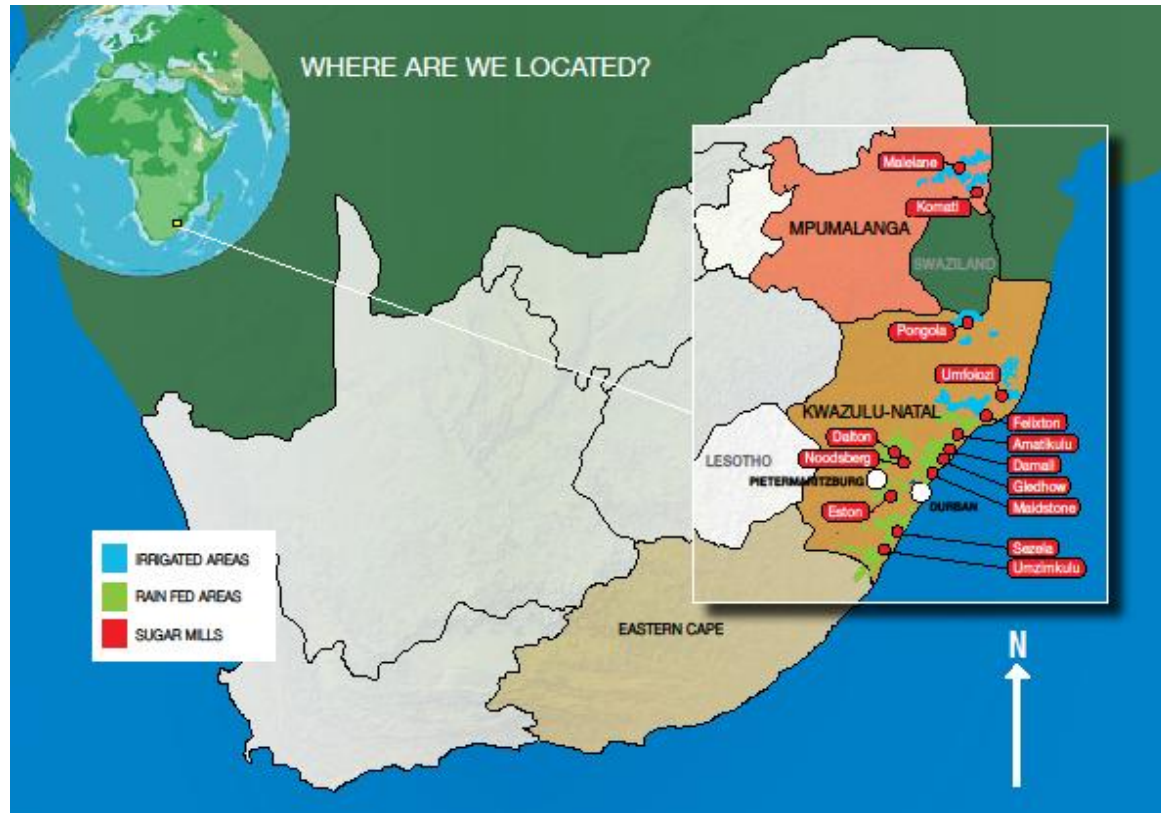 WHERE ARE WE LOCATED?
Malelane
Komati
MPUMALANGA
SWAZILAND
Pongola
Umfolozi
KWAZULU-NATAL
Felixton
Dalton
Amatikulu
Noodsberg
Darnall
LESOTHO
PIETERMARITZBURG
Gledhow
Eston
DURBAN
Maidstone
Sezela
Umzimkulu
IRRIGATED AREAS
RAIN FED AREAS
SUGAR MILLS
EASTERN CAPE
N